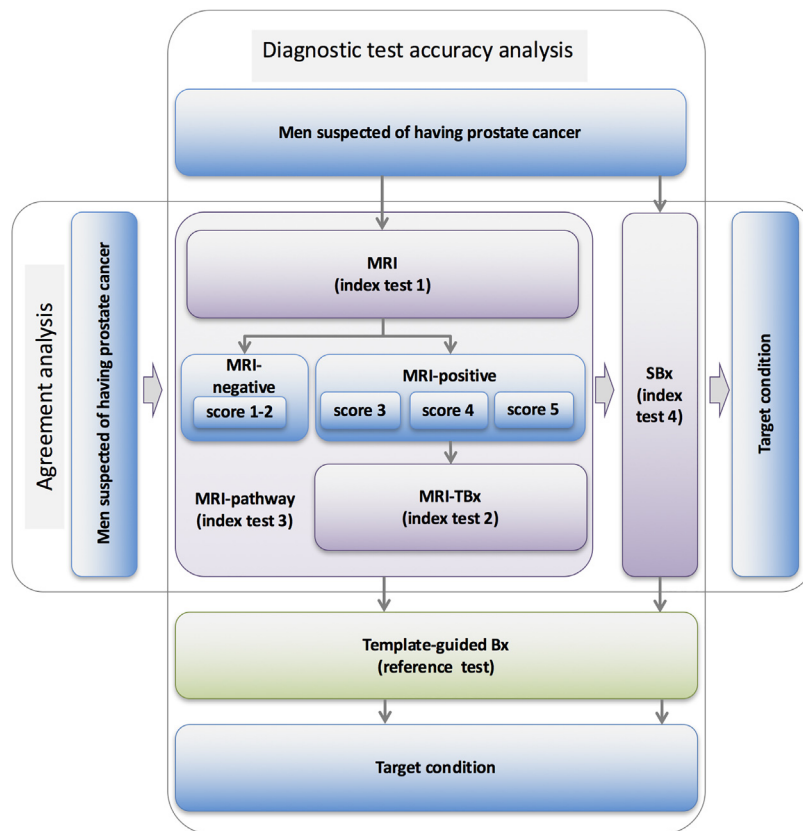 Diagnostic test accuracy analysis
Men suspected of having prostate cancer
Agreement analysis
Men suspected of having prostate cancer
MRI
(index test 1)
MRI-
negative
score 1-2
MRI-positive
score 3
score 4
score 5
MRI-pathway
(index test 3)
MRI-TBx
(index test 2)
SBx
(index
test 4)
Target condition
Template-guided Bx
(reference test)
Target condition